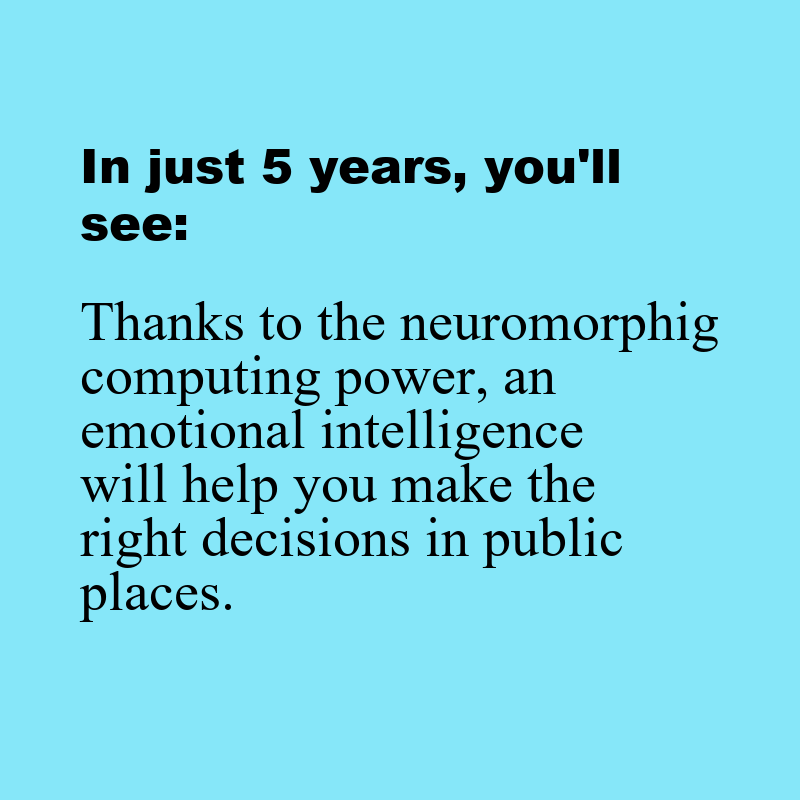 In just 5 years, you'll
see:
Thanks to the neuromorphig
computing power, an
emotional intelligence
will help you make the
right decisions in public
places.